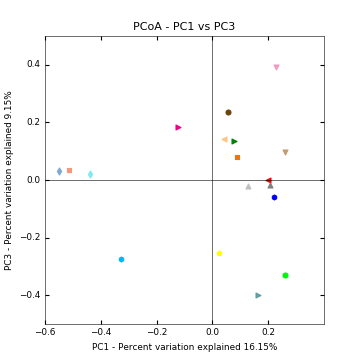 PCoA - PC1 vs PC3
0.4
0.2
0.0
−0.2
−0.4
−0.6 −0.4 −0.2 0.0 0.2
PC3 - Percent variation explained 9.15%
PC1 - Percent variation explained 16.15%